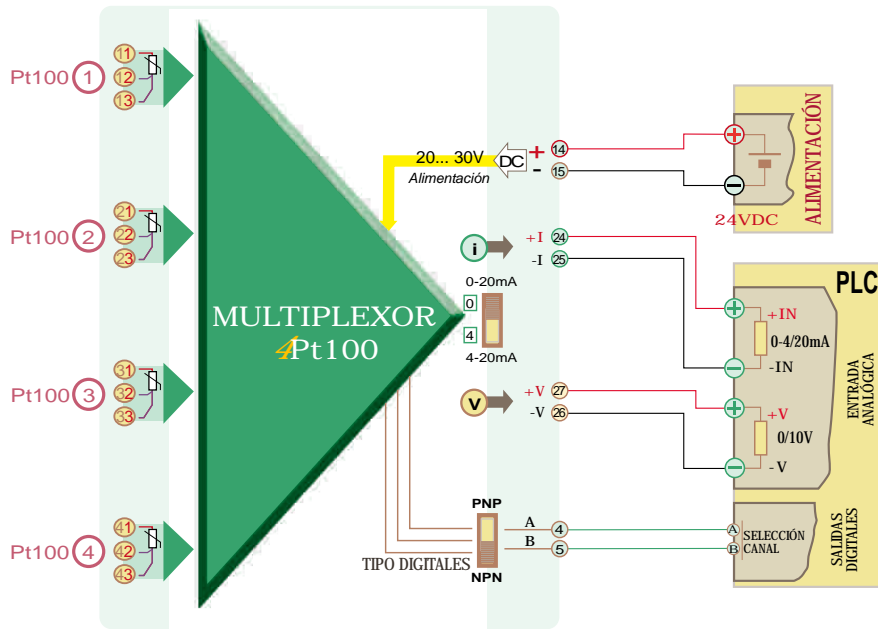 Pt100 1
11
12
13
Pt100 2
21
22
23
Pt100 3
31
32
33
Pt100 4
41
42
43
MULTIPLEXOR
4Pt100
20... 30V
Alimentación
DC
+ 14
- 15
i
+I 24
-I 25
0-20mA
0
4
4-20mA
V
+V 27
-V 26
PNP
NPN
TIPO DIGITALES
A 4
B 5
+
−
24VDC
ALIMENTACIÓN
PLC
+
+IN
0-4/20mA
−
-IN
+
+V
0/10V
−
-V
ENTRADA
ANALÓGICA
A
B
SELECCIÓN
CANAL
SALIDAS
DIGITALES